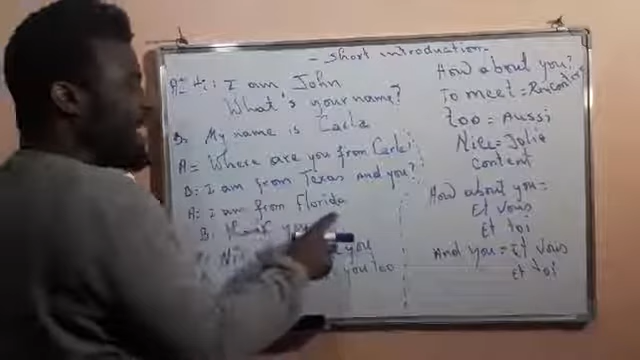 - Short introduction -
A: Hi: I am John
What's your name?
B: My name is Carla
A= Where are you from Carla?
B: I am from Texas and you?
A: I am from Florida
B:
you
you too
How about you?
To meet = Rencontrer
Too = Aussi
Nice = Jolie
Content
How about you =
Et vous
Et toi
And you = Et vous
Et toi